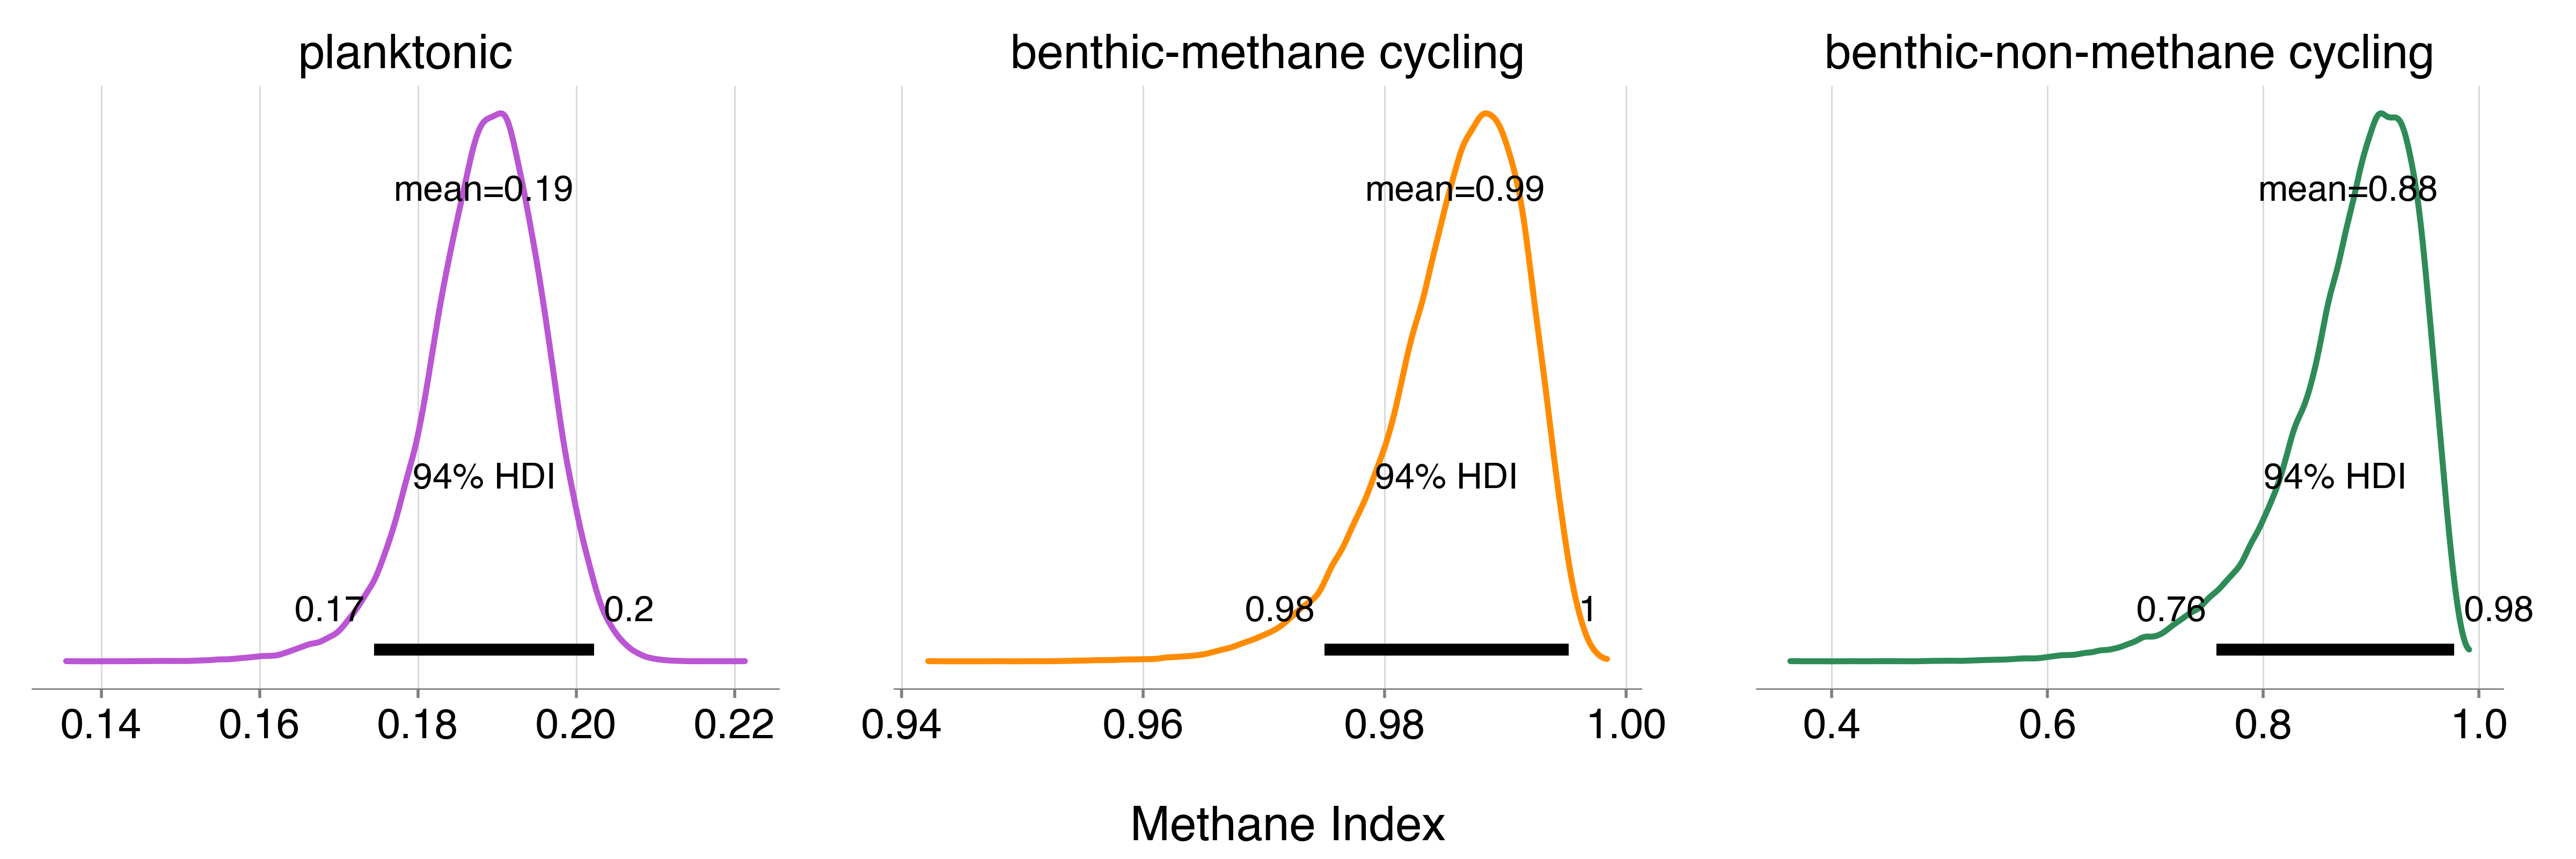 planktonic
benthic-methane cycling
benthic-non-methane cycling
mean=0.19
mean=0.99
mean=0.88
94% HDI
94% HDI
94% HDI
0.17
0.2
0.98
1
0.76
0.98
0.14 0.16 0.18 0.20 0.22
0.94 0.96 0.98 1.00
0.4 0.6 0.8 1.0
Methane Index